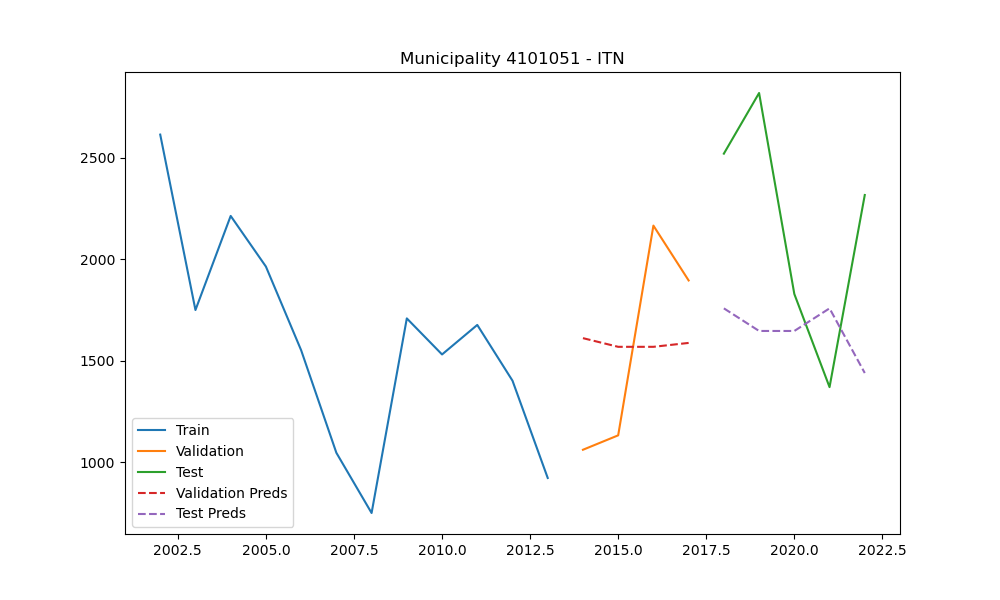 Municipality 4101051 - ITN
2500
2000
1500
1000
Train
Validation
Test
Validation Preds
Test Preds
2002.5 2005.0 2007.5 2010.0 2012.5 2015.0 2017.5 2020.0 2022.5